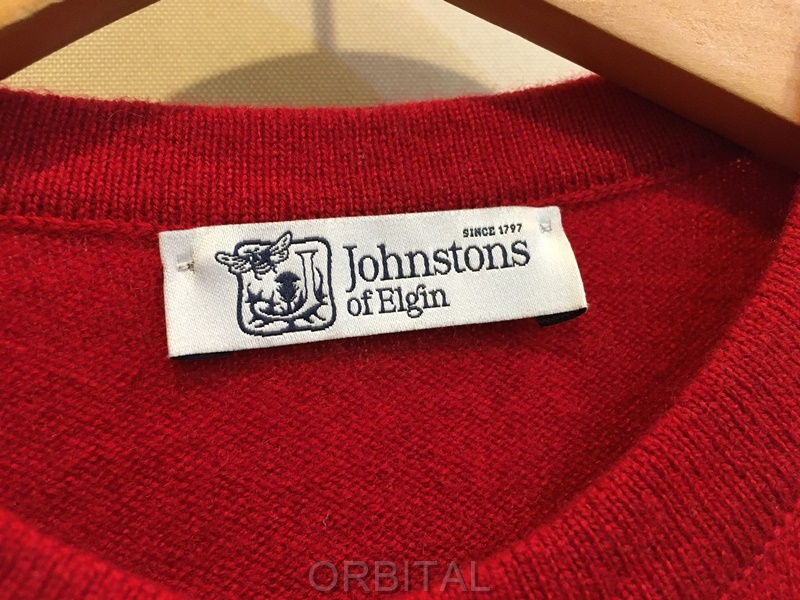 SINCE 1797
Johnstons
of Elgin
J
ORBITAL